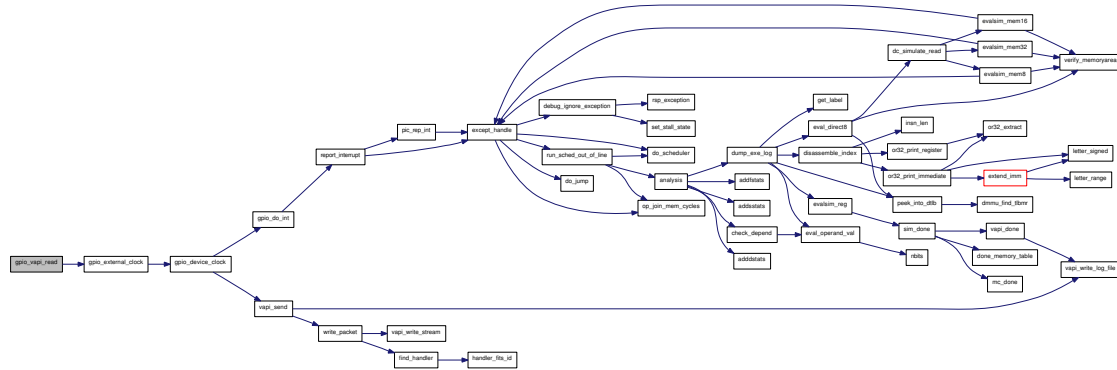 evalsim_mem16
evalsim_mem32
dc_simulate_read
verify_memoryarea
evalsim_mem8
rsp_exception
get_label
debug_ignore_exception
insn_len
set_stall_state
eval_direct8
or32_extract
pic_rep_int
except_handle
or32_print_register
do_scheduler
dump_exe_log
disassemble_index
letter_signed
report_interrupt
run_sched_out_of_line
or32_print_immediate
extend_imm
letter_range
analysis
addfstats
do_jump
peek_into_dtlb
dmmu_find_tlbmr
evalsim_reg
addsstats
op_join_mem_cycles
gpio_do_int
sim_done
vapi_done
check_depend
eval_operand_val
done_memory_table
nbits
adddstats
gpio_vapi_read
gpio_external_clock
gpio_device_clock
vapi_write_log_file
mc_done
vapi_send
write_packet
vapi_write_stream
find_handler
handler_fits_id